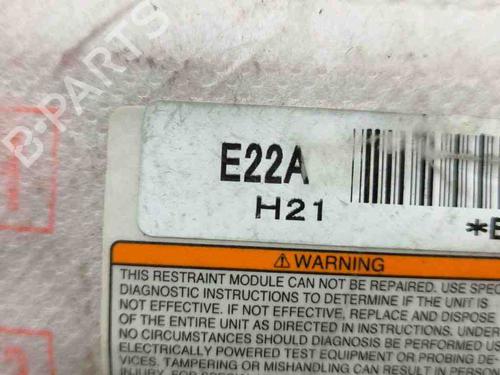 B-PARTS
E22A
H21
*E
WARNING
THIS RESTRAINT MODULE CAN NOT BE REPAIRED. USE
DIAGNOSTIC INSTRUCTIONS TO DETERMINE IF THE UNIT IS
NOT EFFECTIVE. IF NOT EFFECTIVE, REPLACE AND DISPOSE
OF THE ENTIRE UNIT AS DIRECTED IN INSTRUCTIONS. UNDER
NO CIRCUMSTANCES SHOULD DIAGNOSIS BE PERFORMED
ELECTRICALLY POWERED TEST EQUIPMENT OR PROBING DE-
VICES. TAMPERING OR MISHANDLING CAN RESULT IN PERSON
INJURY. FOR